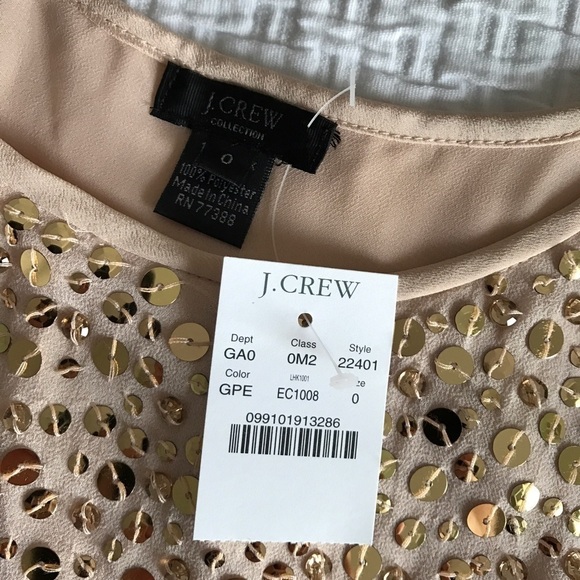 J.CREW
COLLECTION
0
100% Polyester
Made in China
RN 77388
J.CREW
Dept Class Style
GA0 0M2 22401
Color LHK1001
GPE EC1008 0
099101913286